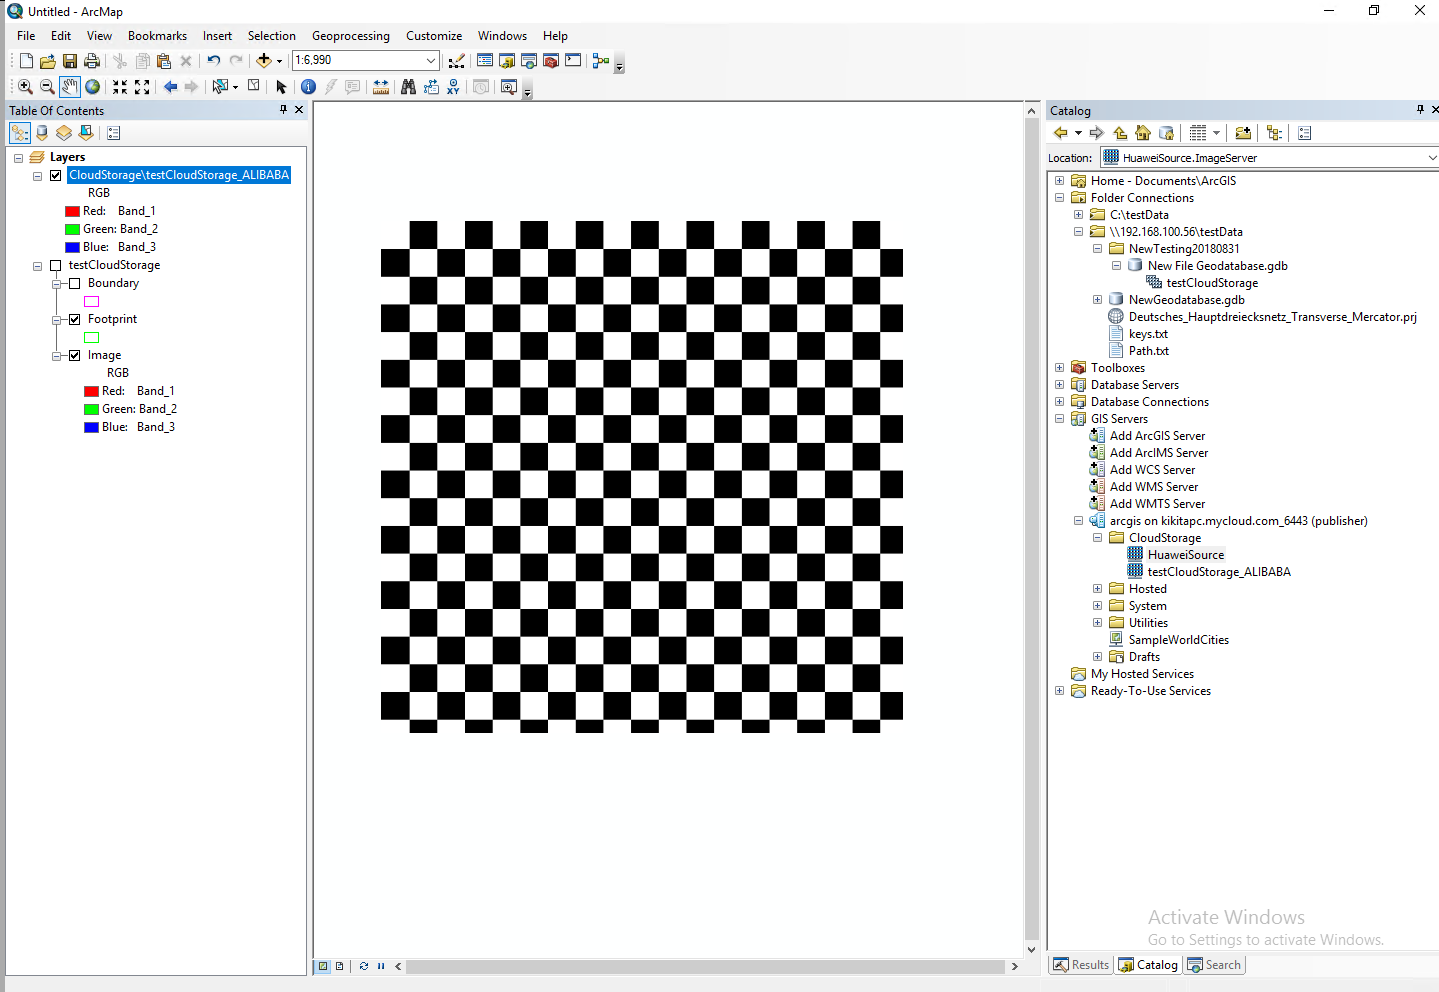 Untitled - ArcMap
File Edit View Bookmarks Insert Selection Geoprocessing Customize Windows Help
1:6,990
Table Of Contents
Layers
CloudStorage\testCloudStorage_ALIBABA
RGB
Red: Band_1
Green: Band_2
Blue: Band_3
testCloudStorage
Boundary
Footprint
Image
RGB
Red: Band_1
Green: Band_2
Blue: Band_3
Catalog
Location: HuaweiSource.ImageServer
Home - Documents\ArcGIS
Folder Connections
C:\testData
\\192.168.100.56\testData
NewTesting20180831
New File Geodatabase.gdb
testCloudStorage
NewGeodatabase.gdb
Deutsches_Hauptdreiecksnetz_Transverse_Mercator.prj
keys.txt
Path.txt
Toolboxes
Database Servers
Database Connections
GIS Servers
Add ArcGIS Server
Add ArcIMS Server
Add WCS Server
Add WMS Server
Add WMTS Server
arcgis on kikitapc.mycloud.com_6443 (publisher)
CloudStorage
HuaweiSource
testCloudStorage_ALIBABA
Hosted
System
Utilities
SampleWorldCities
Drafts
My Hosted Services
Ready-To-Use Services
Activate Windows
Go to Settings to activate Windows.
Results Catalog Search